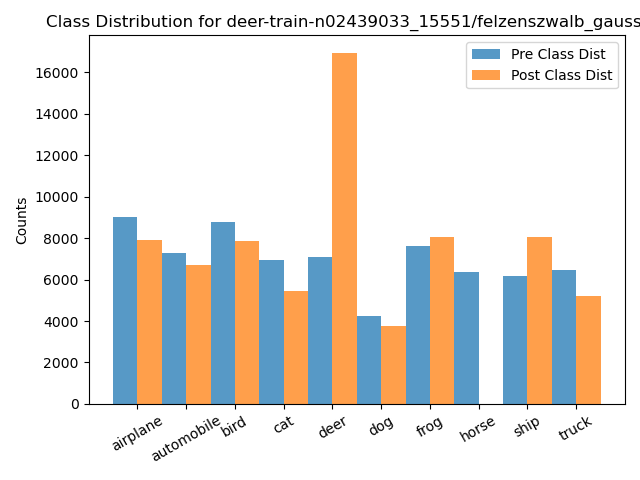 Class Distribution for deer-train-n02439033_15551/felzenszwalb_gauss
Pre Class Dist
Post Class Dist
Counts
16000
14000
12000
10000
8000
6000
4000
2000
0
airplane
automobile
bird
cat
deer
dog
frog
horse
ship
truck